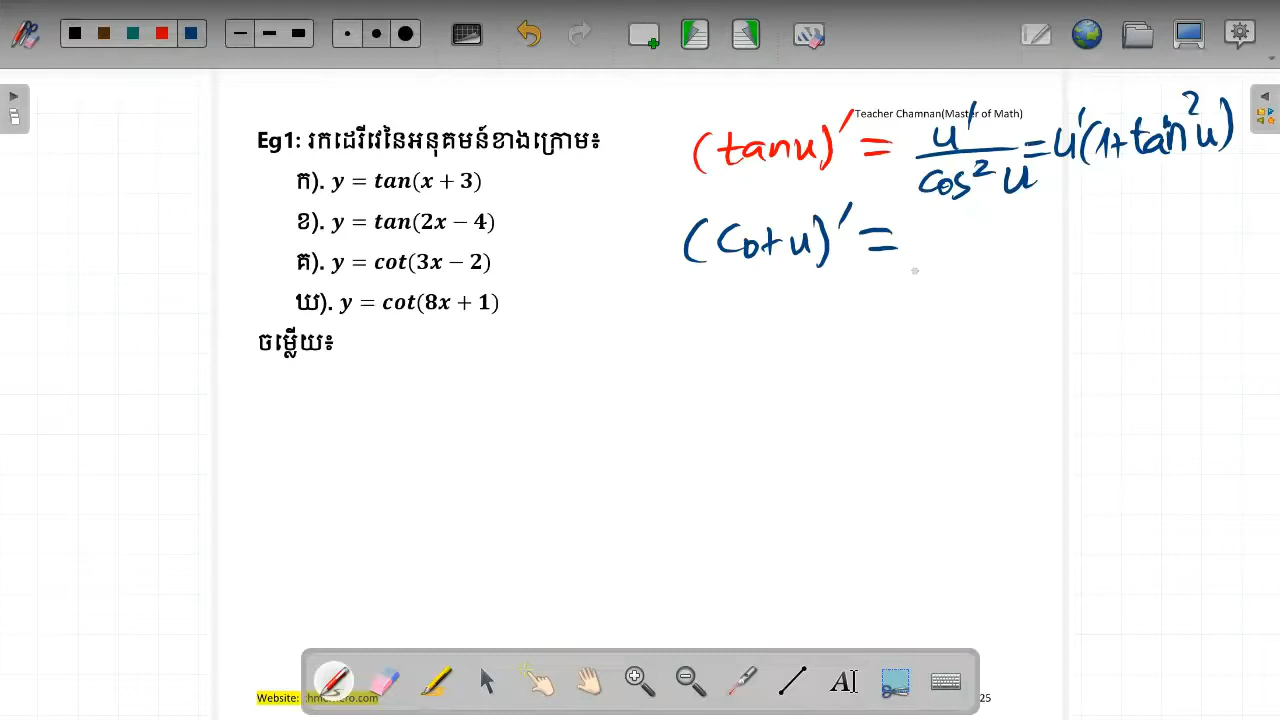 Teacher Chamnan(Master of Math)
Eg1: រកដេរីវេនៃអនុគមន៍ខាងក្រោម៖
(tanu)′ = u′/cos²u = u′(1+tan²u)
ក). y = tan(x + 3)
ខ). y = tan(2x − 4)
(cotu)′ =
គ). y = cot(3x − 2)
ឃ). y = cot(8x + 1)
ចម្លើយ៖
Website:
25